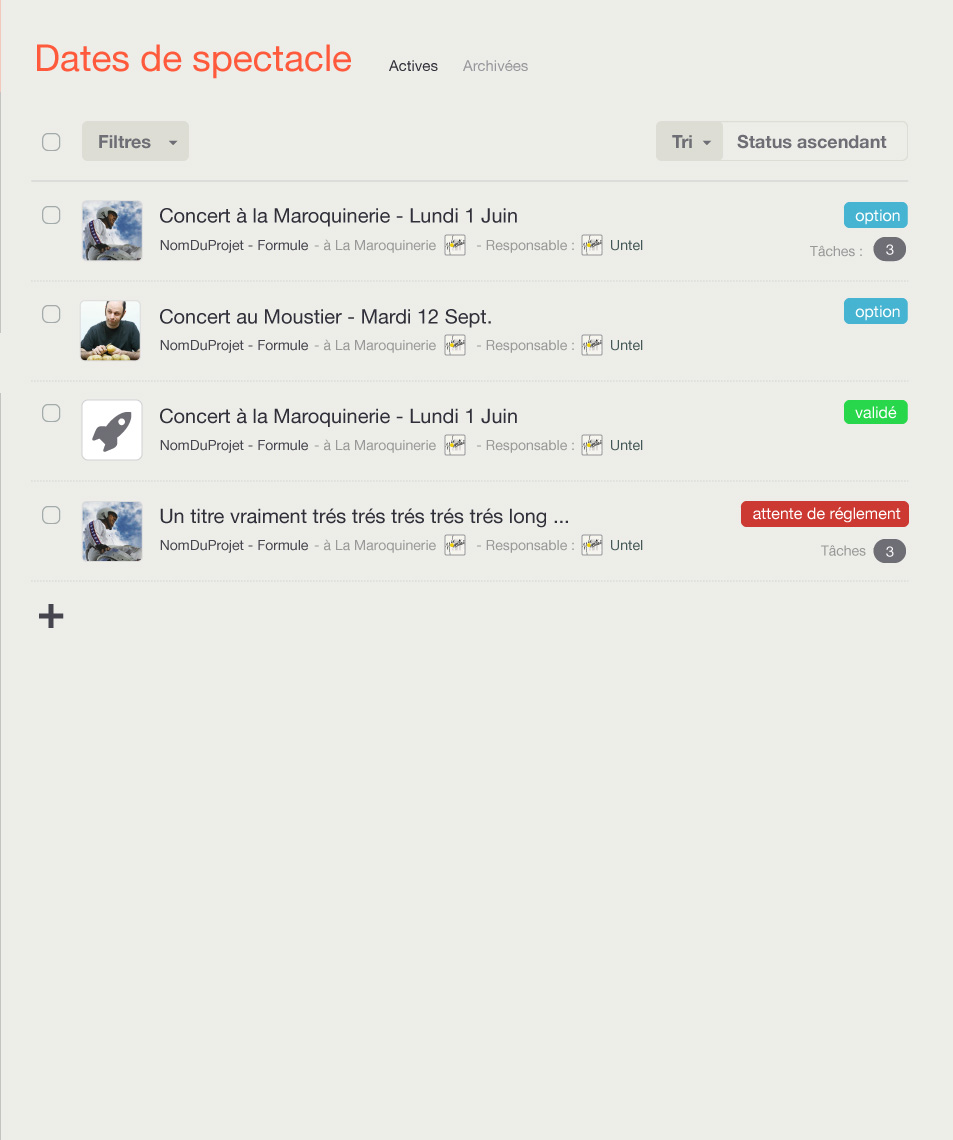 Dates de spectacle Actives Archivées
Filtres Tri Status ascendant
Concert à la Maroquinerie - Lundi 1 Juin option
NomDuProjet - Formule - à La Maroquinerie - Responsable : Untel Tâches : 3
Concert au Moustier - Mardi 12 Sept. option
NomDuProjet - Formule - à La Maroquinerie - Responsable : Untel
Concert à la Maroquinerie - Lundi 1 Juin validé
NomDuProjet - Formule - à La Maroquinerie - Responsable : Untel
Un titre vraiment trés trés trés trés trés long ... attente de réglement
NomDuProjet - Formule - à La Maroquinerie - Responsable : Untel Tâches 3